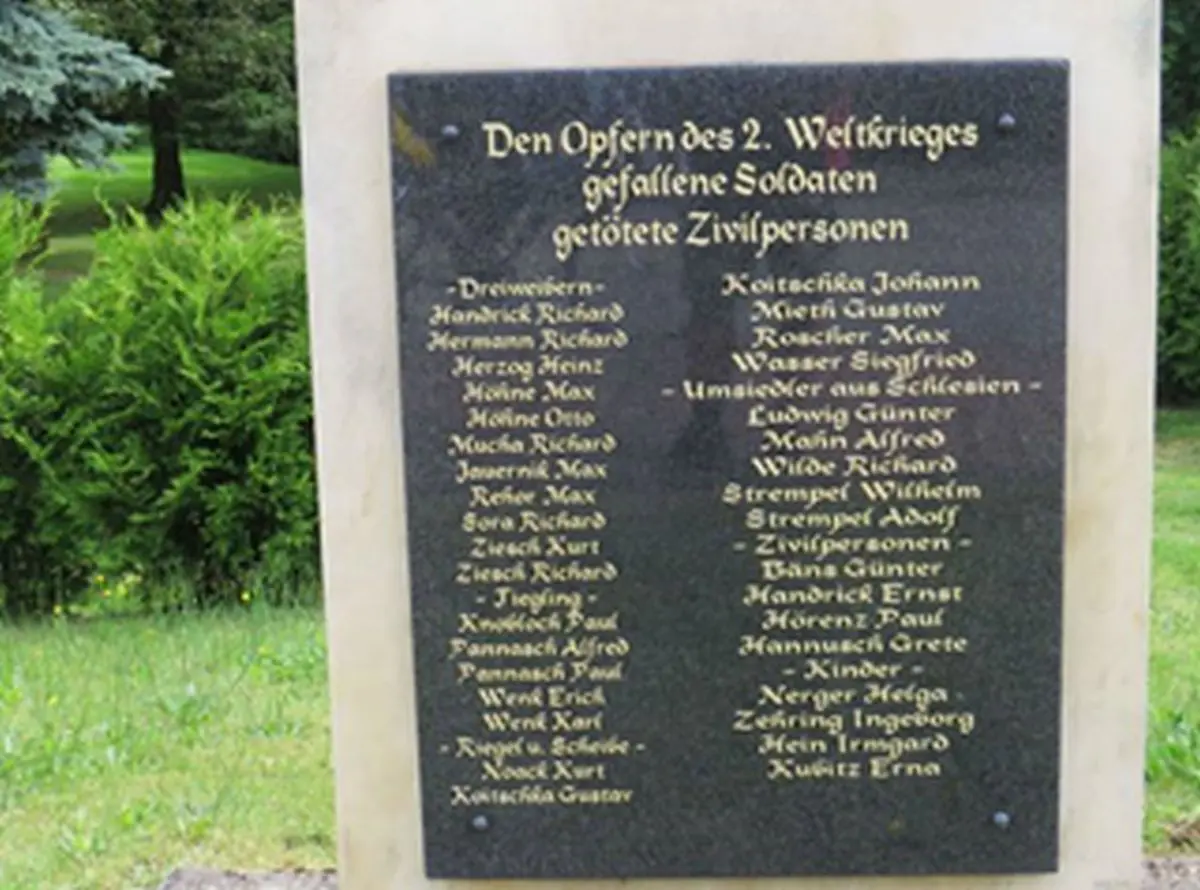 Den Opfern des 2. Weltkrieges
gefallene Soldaten
getötete Zivilpersonen
-Dreiweibern-
Handrick Richard
Hermann Richard
Herzog Heinz
Höhne Max
Höhne Otto
Mucha Richard
Jauernik Max
Rehor Max
Sora Richard
Ziesch Kurt
Ziesch Richard
- Tiegling -
Knobloch Paul
Pannasch Alfred
Pannasch Paul
Wenk Erich
Wenk Karl
- Riegel u. Scheibe -
Noack Kurt
Koitschka Gustav
Koitschka Johann
Mieth Gustav
Roscher Max
Wasser Siegfried
- Umsiedler aus Schlesien -
Ludwig Günter
Mahn Alfred
Wilde Richard
Strempel Wilhelm
Strempel Adolf
- Zivilpersonen -
Bäns Günter
Handrick Ernst
Hörenz Paul
Hannusch Grete
- Kinder -
Nerger Helga
Zehring Ingeborg
Hein Irmgard
Kubitz Erna